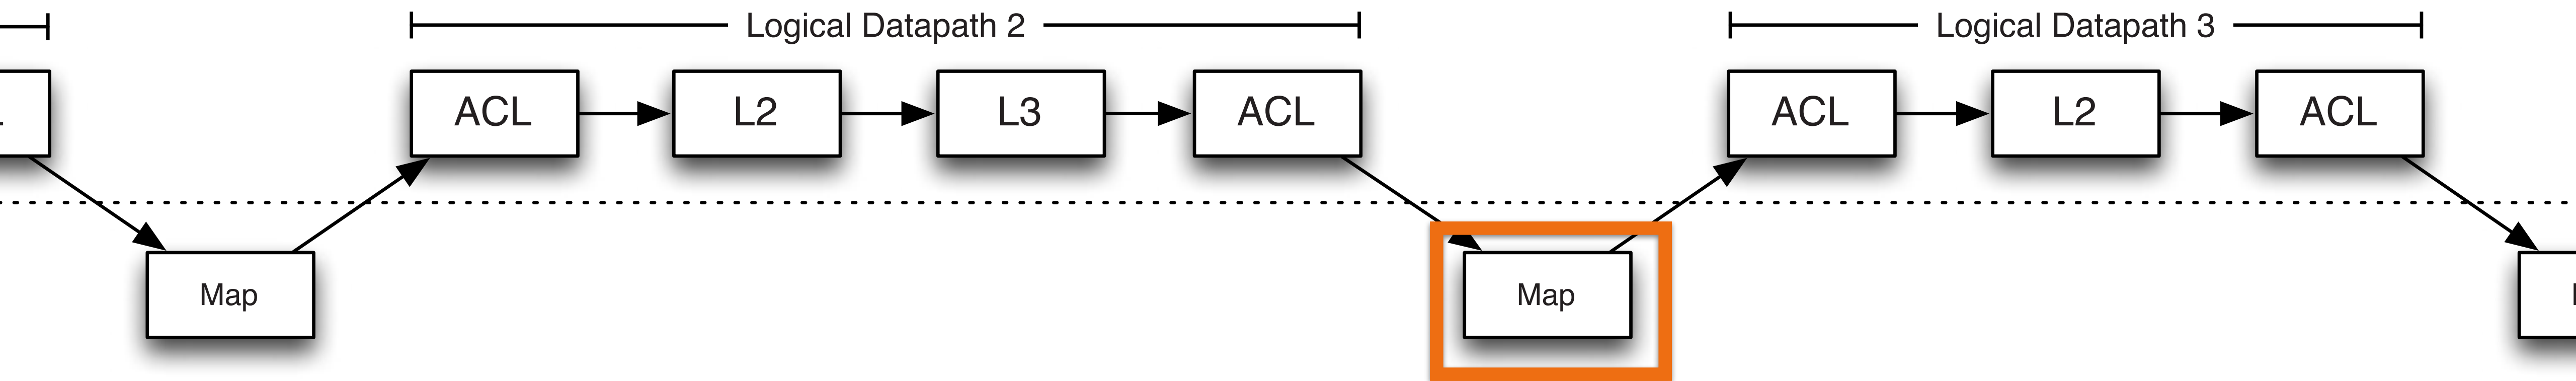 Logical Datapath 2
Logical Datapath 3
ACL
L2
L3
ACL
ACL
L2
ACL
Map
Map